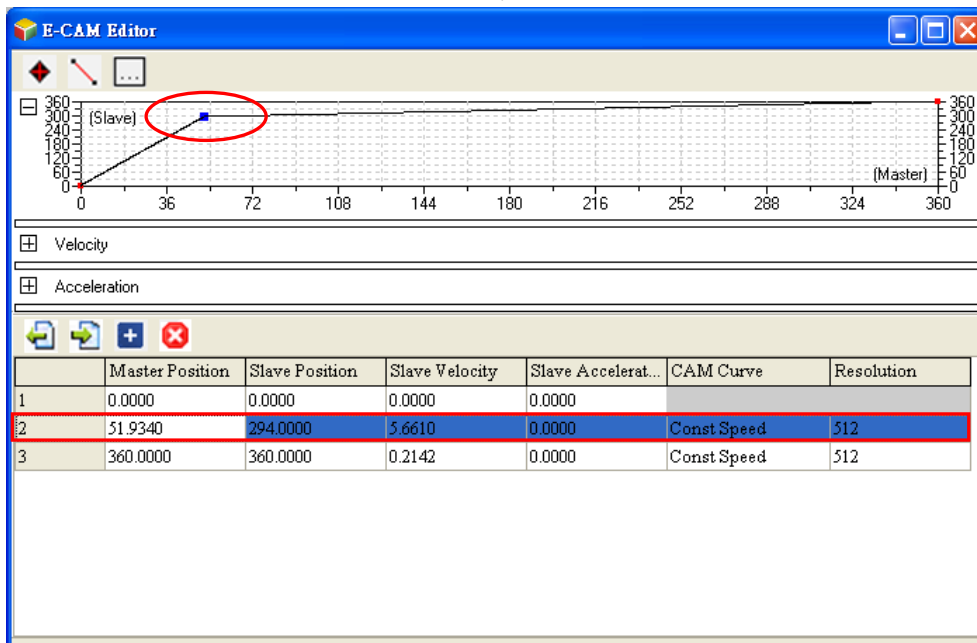 E-CAM Editor
...
360 360
300 (Slave) 300
240 240
180 180
120 120
60 (Master) 60
0 0
0 36 72 108 144 180 216 252 288 324 360
Velocity
Acceleration
Master Position Slave Position Slave Velocity Slave Accelerat... CAM Curve Resolution
1 0.0000 0.0000 0.0000 0.0000
2 51.9340 294.0000 5.6610 0.0000 Const Speed 512
3 360.0000 360.0000 0.2142 0.0000 Const Speed 512